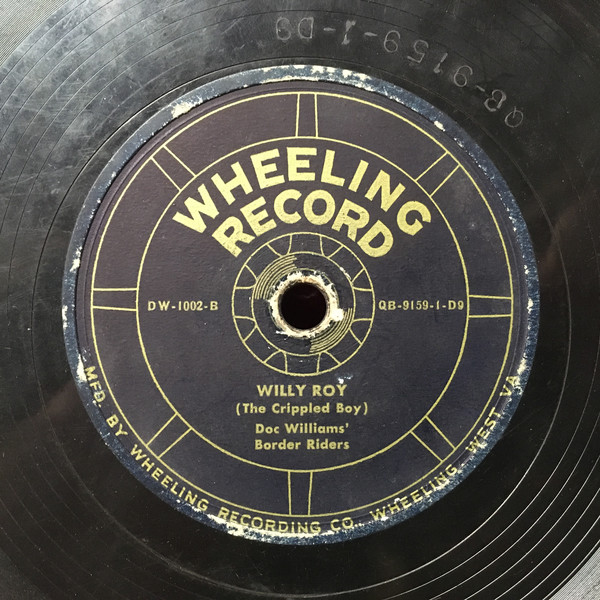 QB-9159-1-D9
WHEELING
RECORD
DW-1002-B
QB-9159-1-D9
WILLY ROY
(The Crippled Boy)
Doc Williams'
Border Riders
MFD. BY WHEELING RECORDING CO., WHEELING, WEST VA